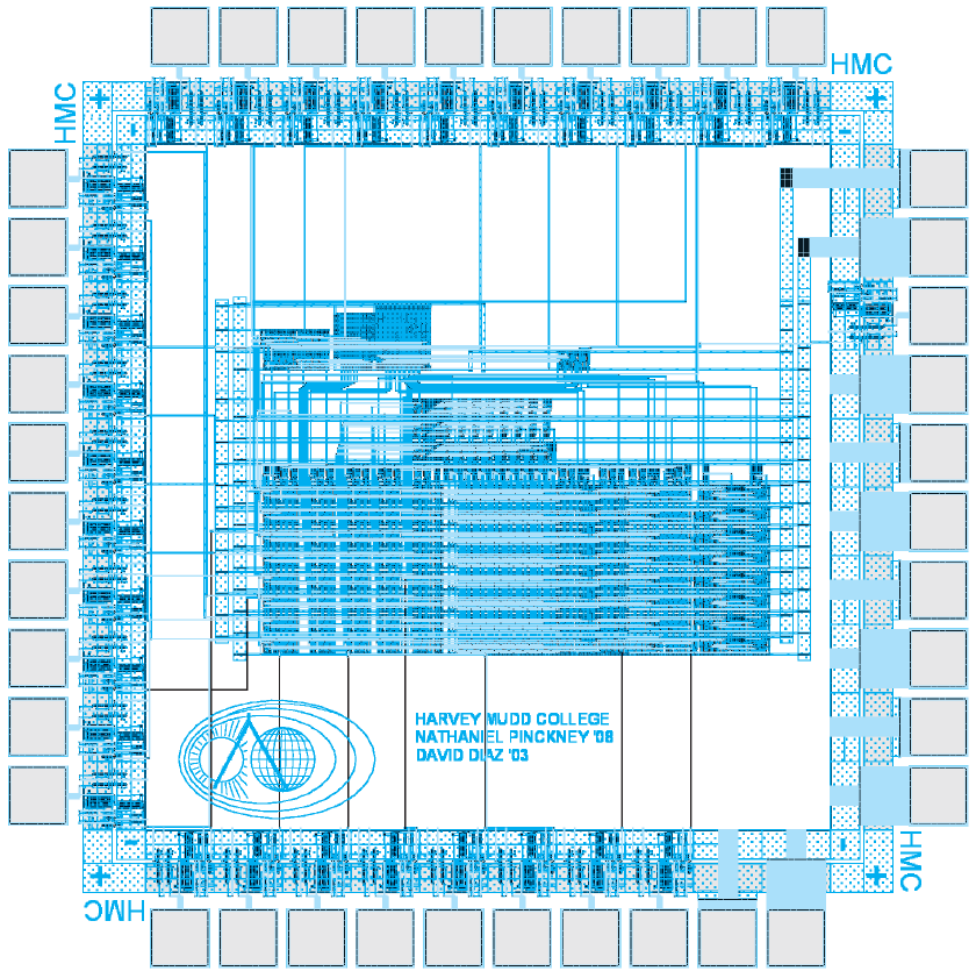 HMC
HMC
HARVEY MUDD COLLEGE
NATHANIEL PINCKNEY '08
DAVID DIAZ '03
HMC
HMC